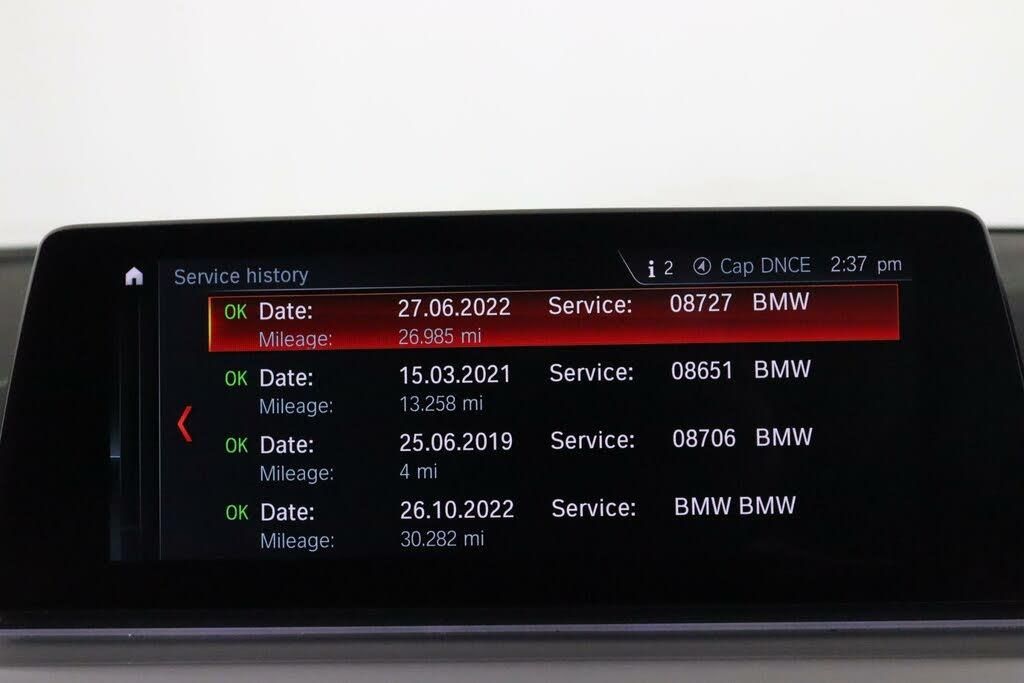 Service history i 2 Cap DNCE 2:37 pm
OK Date: 27.06.2022 Service: 08727 BMW
Mileage: 26.985 mi
OK Date: 15.03.2021 Service: 08651 BMW
Mileage: 13.258 mi
OK Date: 25.06.2019 Service: 08706 BMW
Mileage: 4 mi
OK Date: 26.10.2022 Service: BMW BMW
Mileage: 30.282 mi